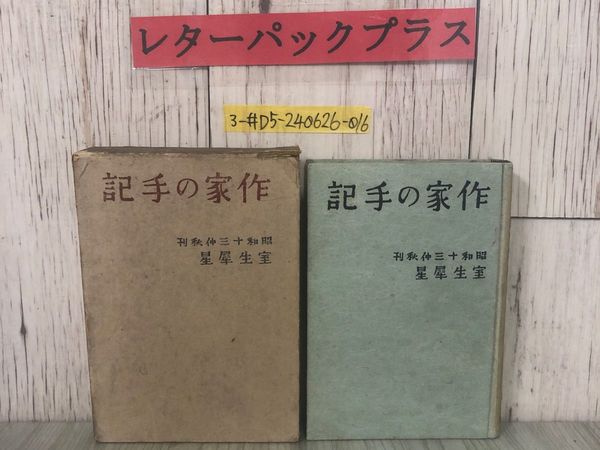 レターパックプラス
3-#D5-240626-016
記手の家作
刊秋仲三十和昭
星犀生室
記手の家作
刊秋仲三十和昭
星犀生室